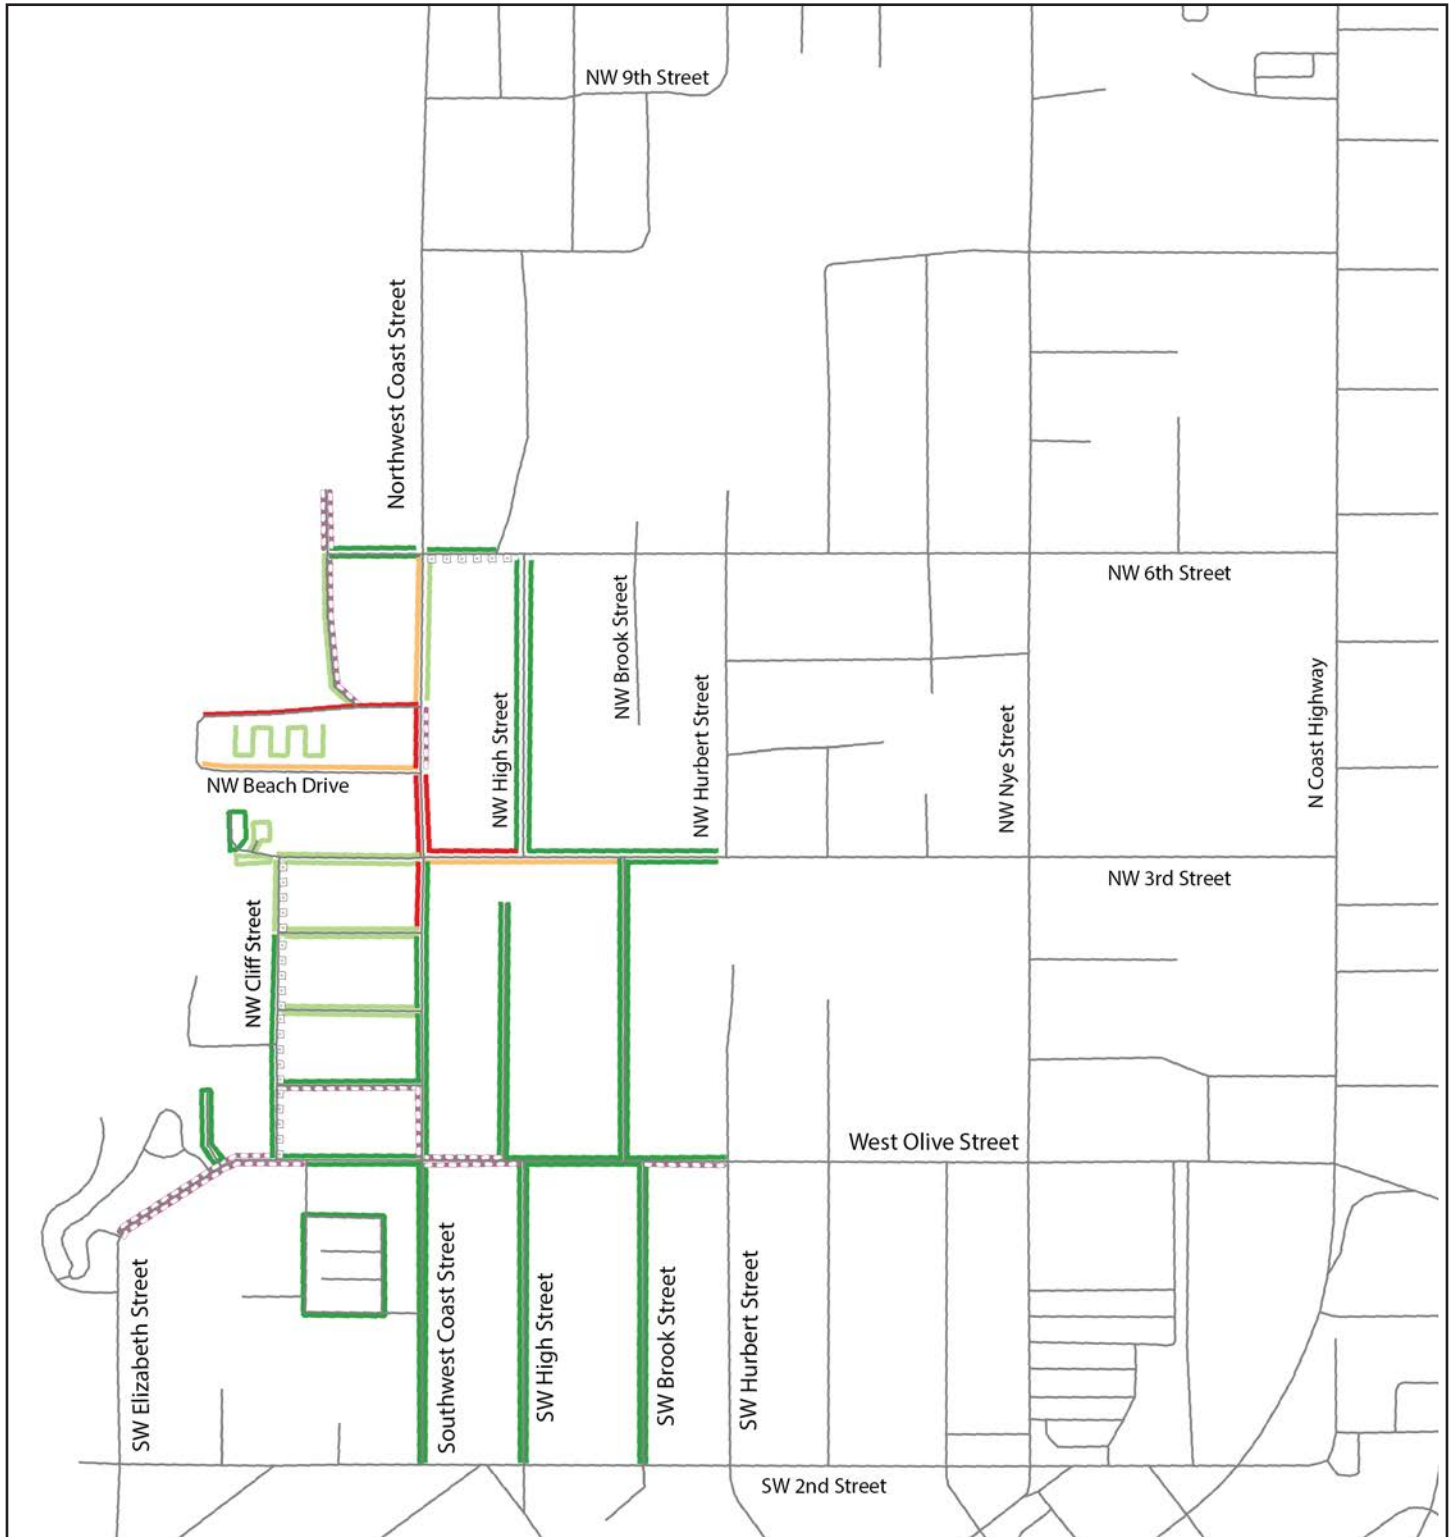 NW 9th Street
Northwest Coast Street
NW 6th Street
NW Brook Street
N Coast Highway
NW High Street
NW Hurbert Street
NW Nye Street
NW Beach Drive
NW 3rd Street
NW Cliff Street
West Olive Street
SW Elizabeth Street
Southwest Coast Street
SW High Street
SW Brook Street
SW Hurbert Street
SW 2nd Street